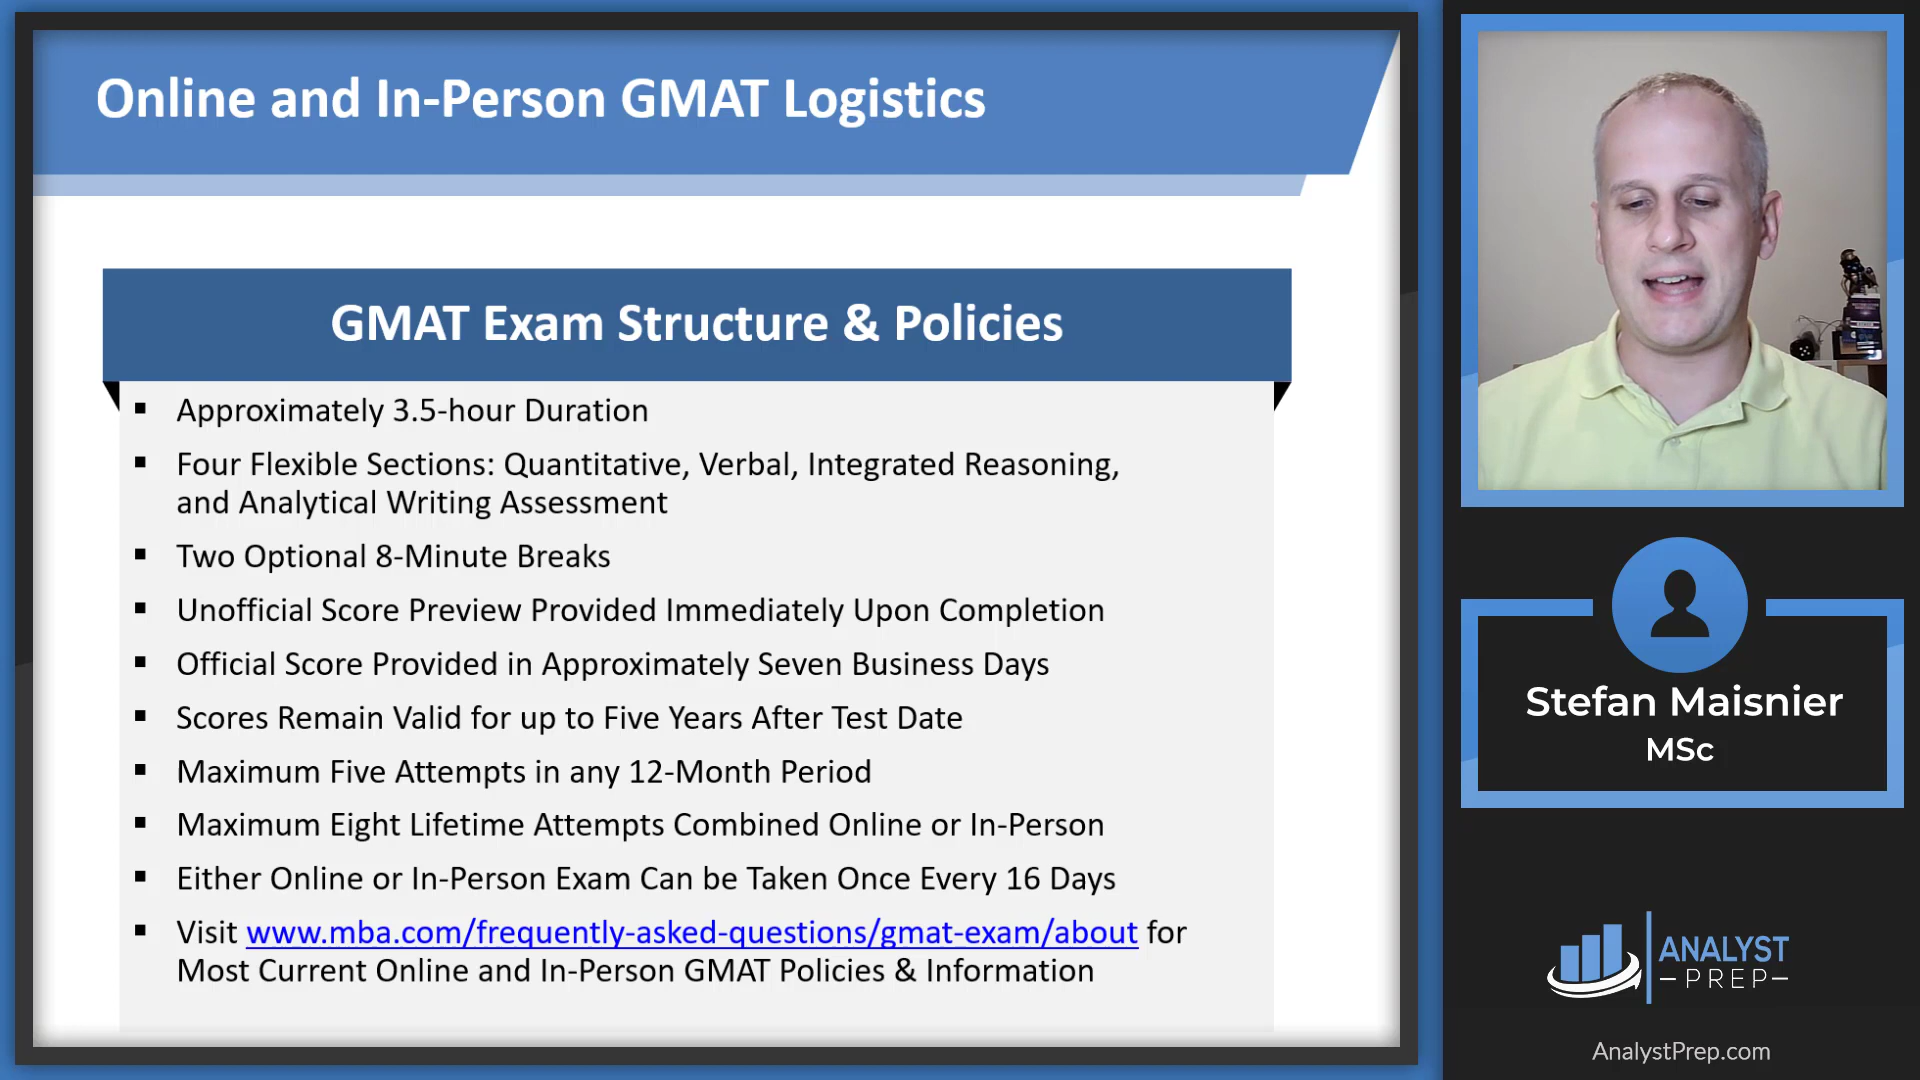 Online and In-Person GMAT Logistics
GMAT Exam Structure & Policies
Approximately 3.5-hour Duration
Four Flexible Sections: Quantitative, Verbal, Integrated Reasoning,
and Analytical Writing Assessment
Two Optional 8-Minute Breaks
Unofficial Score Preview Provided Immediately Upon Completion
Official Score Provided in Approximately Seven Business Days
Scores Remain Valid for up to Five Years After Test Date
Maximum Five Attempts in any 12-Month Period
Maximum Eight Lifetime Attempts Combined Online or In-Person
Either Online or In-Person Exam Can be Taken Once Every 16 Days
Visit www.mba.com/frequently-asked-questions/gmat-exam/about for
Most Current Online and In-Person GMAT Policies & Information
Stefan Maisnier
MSc
ANALYST
PREP
AnalystPrep.com